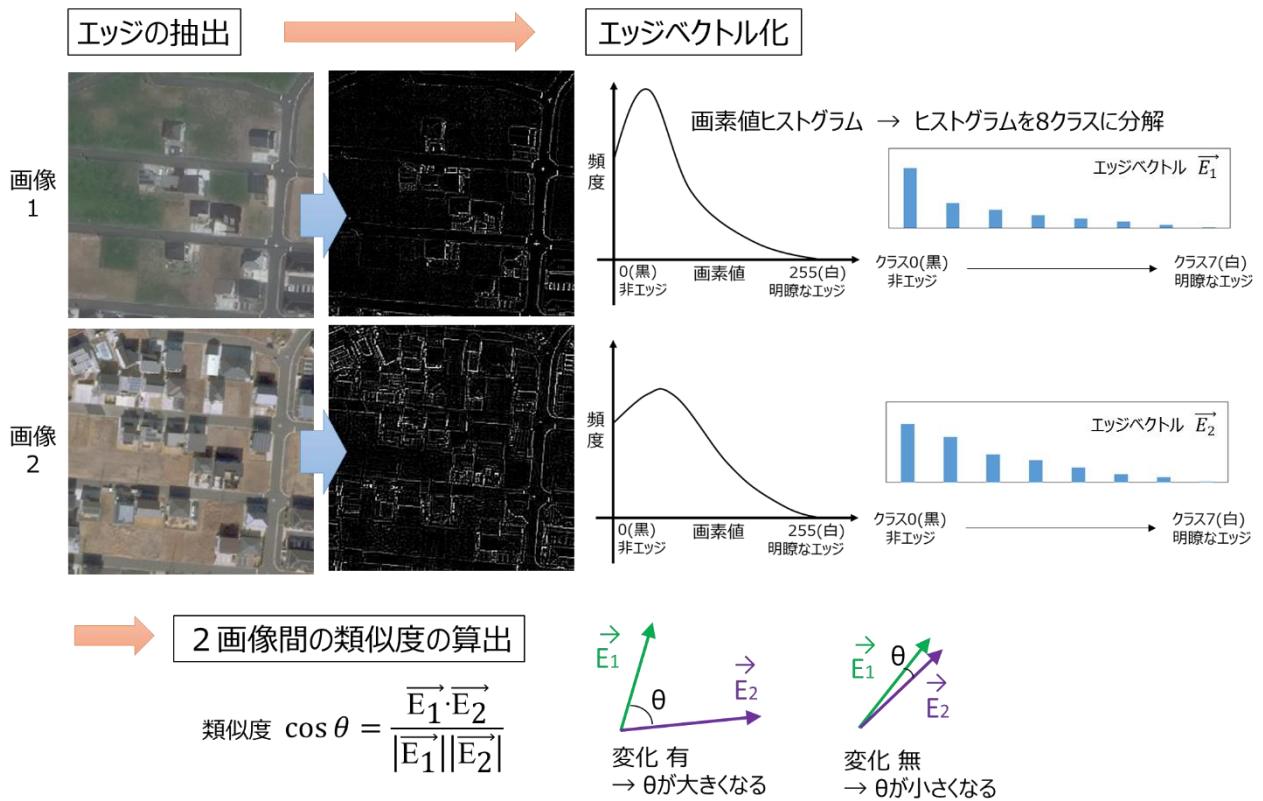 エッジの抽出
エッジベクトル化
画像
1
頻
度
画素値ヒストグラム → ヒストグラムを8クラスに分解
エッジベクトル E1
0(黒)
非エッジ
画素値
255(白)
明瞭なエッジ
クラス0(黒)
非エッジ
クラス7(白)
明瞭なエッジ
画像
2
頻
度
エッジベクトル E2
0(黒)
非エッジ
画素値
255(白)
明瞭なエッジ
クラス0(黒)
非エッジ
クラス7(白)
明瞭なエッジ
2画像間の類似度の算出
類似度 cos θ = E1·E2 / |E1||E2|
E1
θ
E2
変化 有
→ θが大きくなる
E1
θ
E2
変化 無
→ θが小さくなる